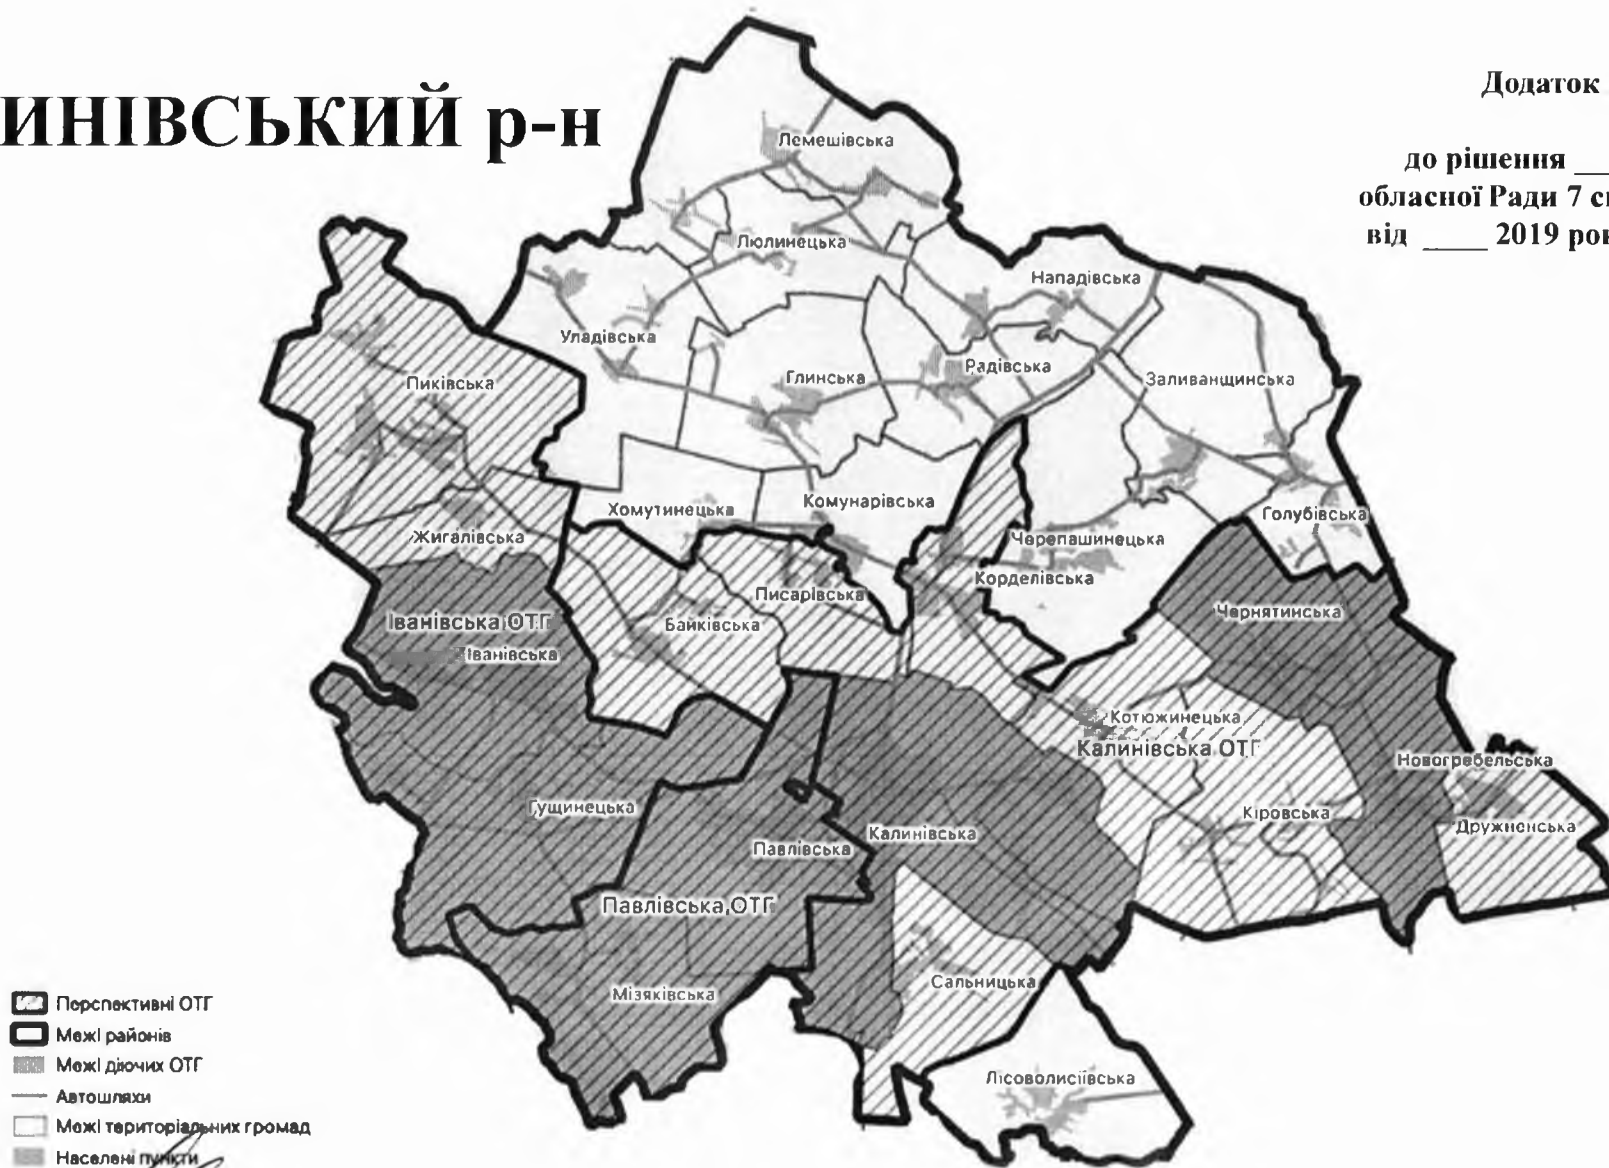 ИНІВСЬКИЙ р-н
Додаток
до рішення ___
обласної Ради 7 с
від ____ 2019 рок
Лемешівська
Люлинецька
Нападівська
Уладівська
Глинська
Радівська
Заливанщинська
Пиківська
Хомутинецька
Комунарівська
Голубівська
Жигалівська
Черепашинецька
Корделівська
Писарівська
Байківська
Чернятинська
Іванівська ОТГ
Іванівська
Котюжинецька
Калинівська ОТГ
Новогребельська
Гущинецька
Калинівська
Кіровська
Дружненська
Павлівська
Павлівська ОТГ
Мізяківська
Сальницька
Лісоволисіївська
Перспективні ОТГ
Межі районів
Межі діючих ОТГ
Автошляхи
Межі територіальних громад
Населені пункти